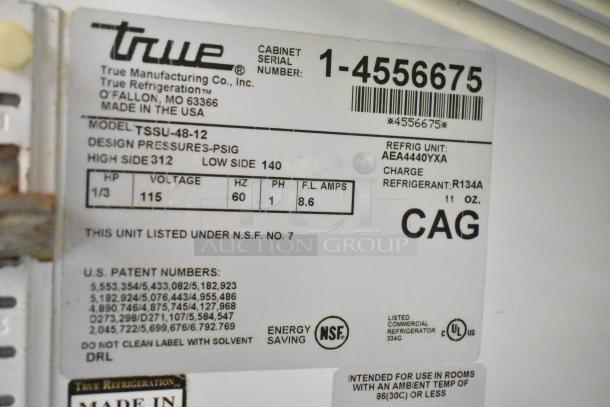 true®
True Manufacturing Co., Inc.
True Refrigeration™
O'FALLON, MO 63366
MADE IN THE USA
CABINET
SERIAL
NUMBER:
1-4556675
*4556675*
MODEL TSSU-48-12
DESIGN PRESSURES-PSIG
HIGH SIDE 312 LOW SIDE 140
REFRIG UNIT:
AEA4440YXA
CHARGE
REFRIGERANT: R134A
11 OZ.
HP VOLTAGE HZ PH F.L. AMPS
1/3 115 60 1 8.6
CAG
THIS UNIT LISTED UNDER N.S.F. NO. 7
PCI
AUCTION GROUP
U.S. PATENT NUMBERS:
5,553,354/5,433,082/5,182,923
5,182,924/5,076,443/4,955,486
4,890,746/4,875,745/4,127,968
D273,298/D271,107/5,584,547
2,045,722/5,699,676/6.792.769
DO NOT CLEAN LABEL WITH SOLVENT
DRL
ENERGY
SAVING
NSF
LISTED
COMMERCIAL
REFRIGERATOR
334G
c UL us
TRUE REFRIGERATION
MADE IN
INTENDED FOR USE IN ROOMS
WITH AN AMBIENT TEMP OF
86(30C) OR LESS